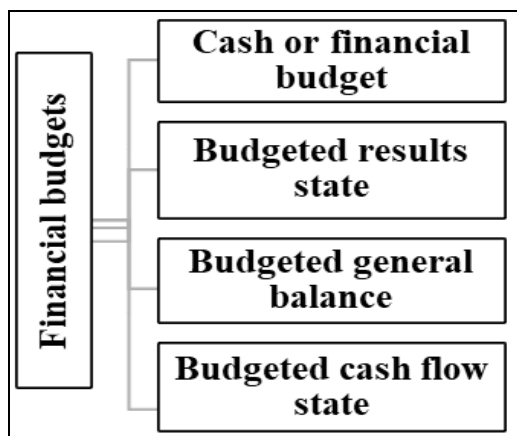 Financial budgets
Cash or financial
budget
Budgeted results
state
Budgeted general
balance
Budgeted cash flow
state